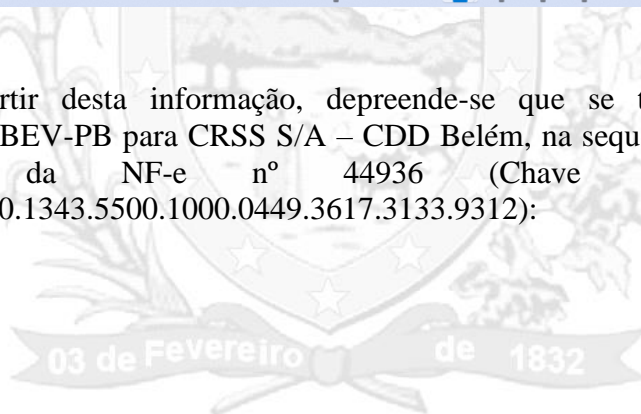 rtir desta informação, depreende-se que se t
BEV-PB para CRSS S/A – CDD Belém, na sequ
da NF-e nº 44936 (Chave
0.1343.5500.1000.0449.3617.3133.9312):
03 de Fevereiro de 1832